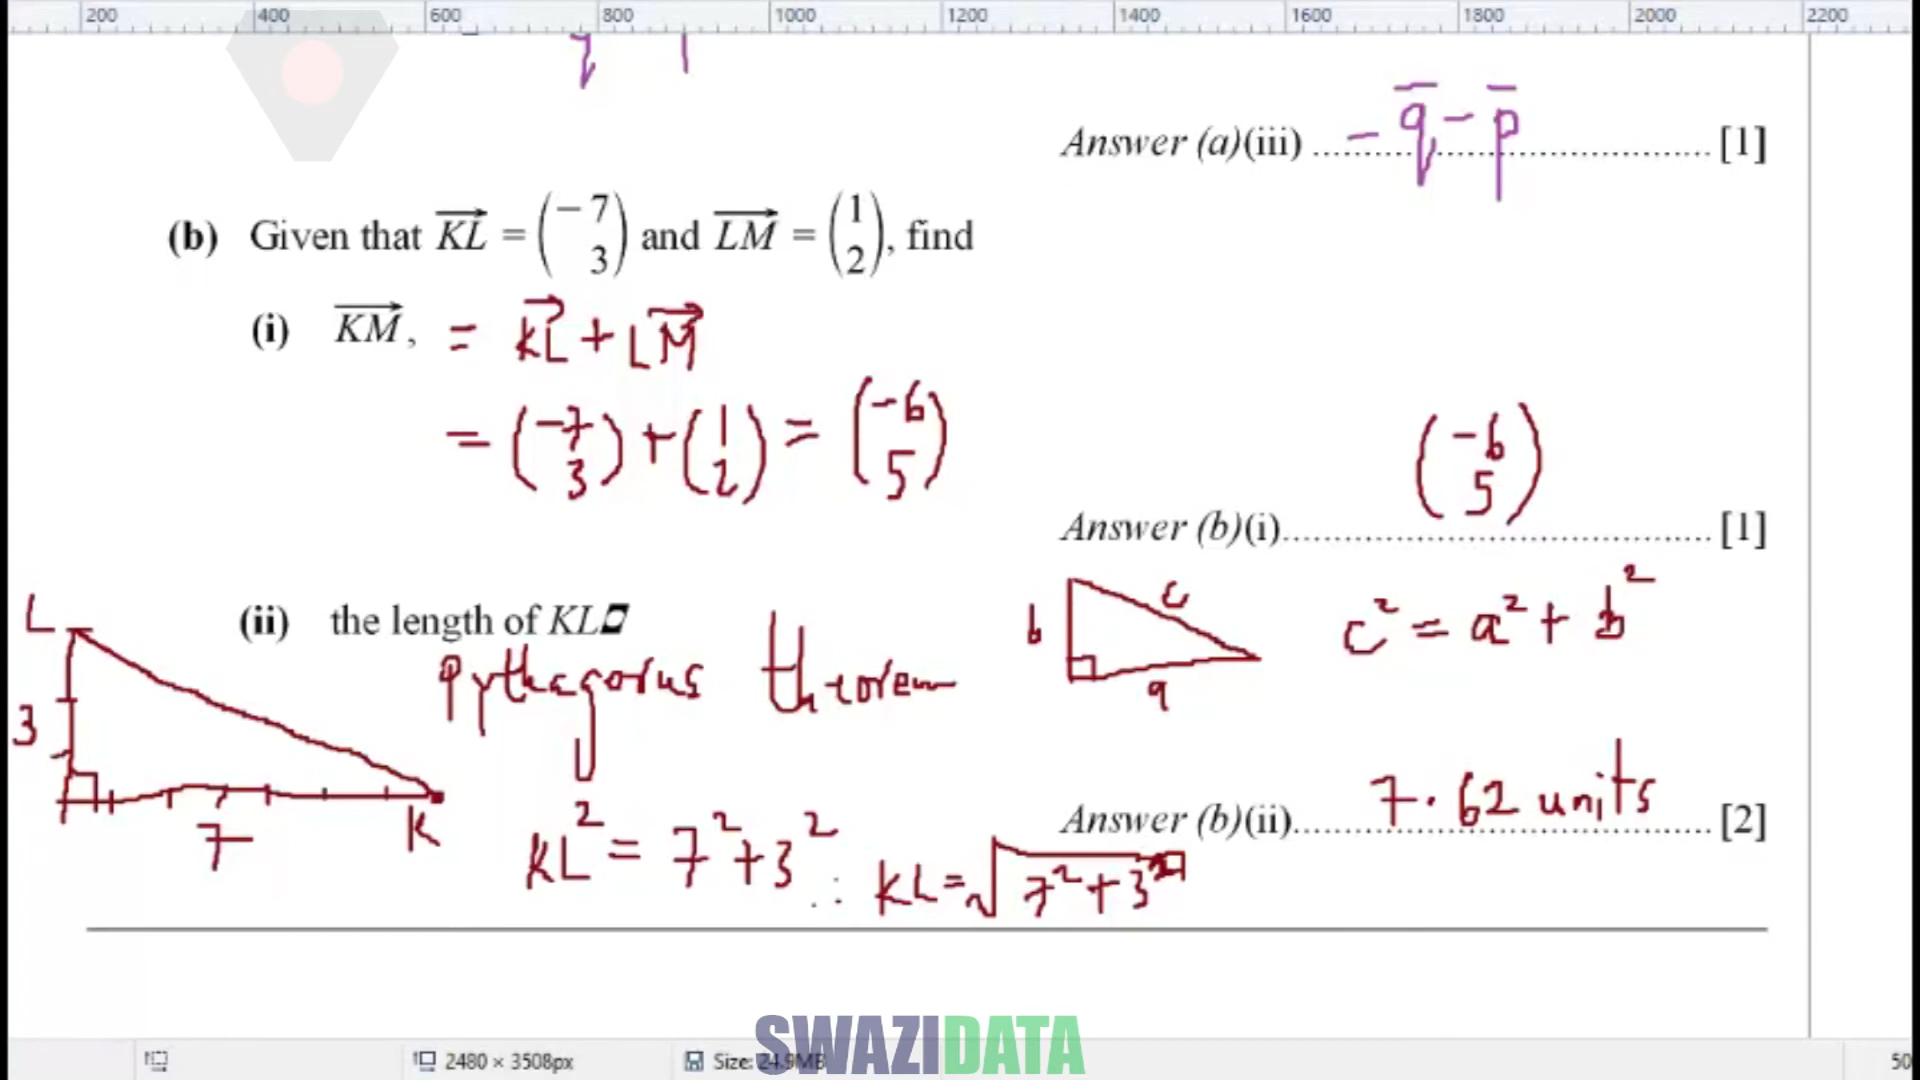 200 400 600 800 1000 1200 1400 1600 1800 2000 2200
q p
Answer (a)(iii) ........ - q̄ - p̄ ........ [1]
(b) Given that KL→ = (-7 3) and LM→ = (1 2), find
(i) KM→, = KL→ + LM→
= (-7 3) + (1 2) = (-6 5)
(-6 5)
Answer (b)(i)........ [1]
(ii) the length of KL
Pythagorus theorem
b c a
c² = a² + b²
L
3
7
K
KL² = 7² + 3²
∴ KL = √7² + 3²
7.62 units
Answer (b)(ii)........ [2]
SWAZIDATA
2480 × 3508px
Size: 24.9MB
50